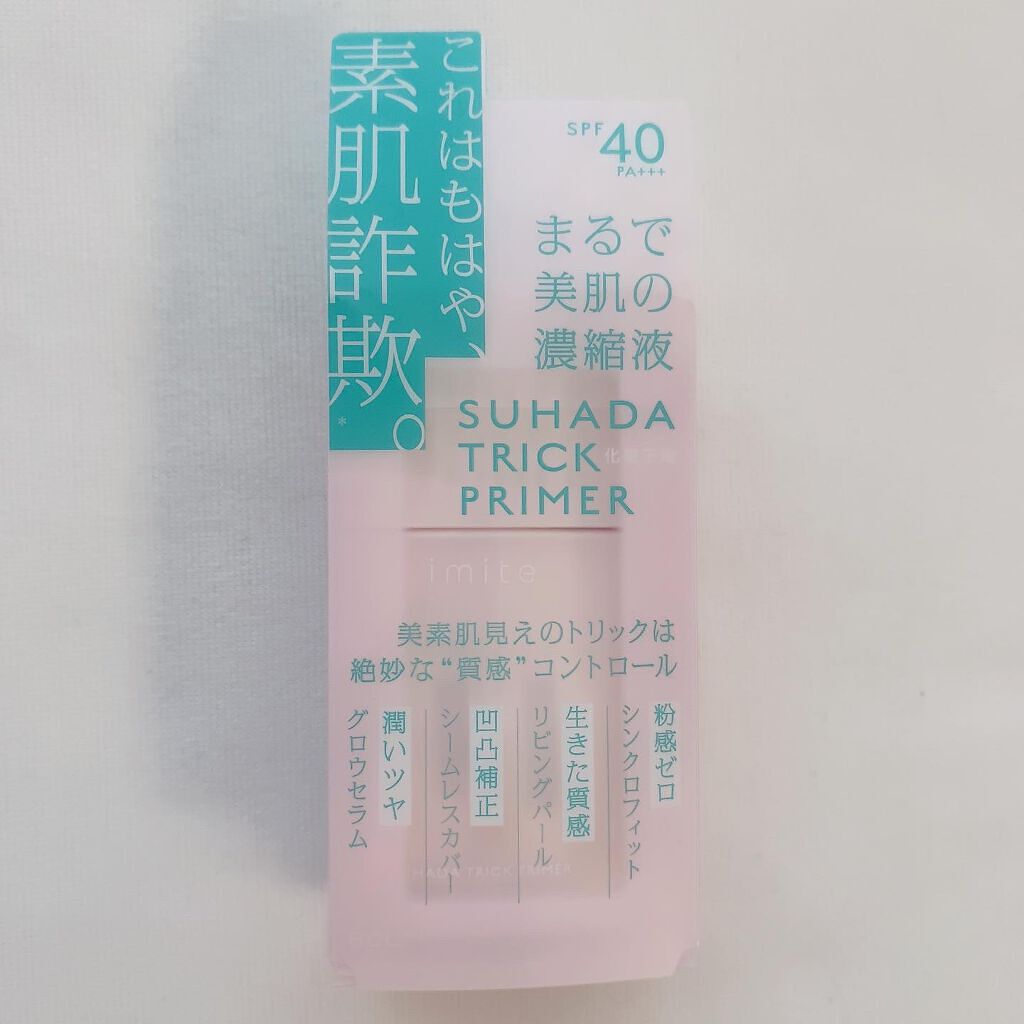 これはもはや、
素肌詐欺。
*
SPF40
PA+++
まるで
美肌の
濃縮液
SUHADA
TRICK
PRIMER
化粧下地
imite
美素肌見えのトリックは
絶妙な“質感”コントロール
粉感ゼロ
シンクロフィット
生きた質感
リビングパール
凹凸補正
シームレスカバー
潤いツヤ
グロウセラム
HADA TRICK PRIMER